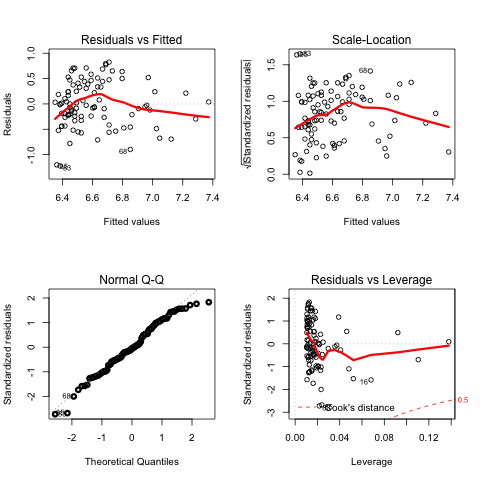 Residuals vs Fitted
Residuals
1.0
0.5
0.0
-1.0
68
6.4 6.6 6.8 7.0 7.2 7.4
Fitted values
Scale-Location
√|Standardized residuals|
1.5
1.0
0.5
0.0
68
6.4 6.6 6.8 7.0 7.2 7.4
Fitted values
Normal Q-Q
Standardized residuals
2
1
0
-1
-2
68
-2 -1 0 1 2
Theoretical Quantiles
Residuals vs Leverage
Standardized residuals
2
1
0
-1
-2
-3
16
Cook's distance
0.5
0.00 0.04 0.08 0.12
Leverage